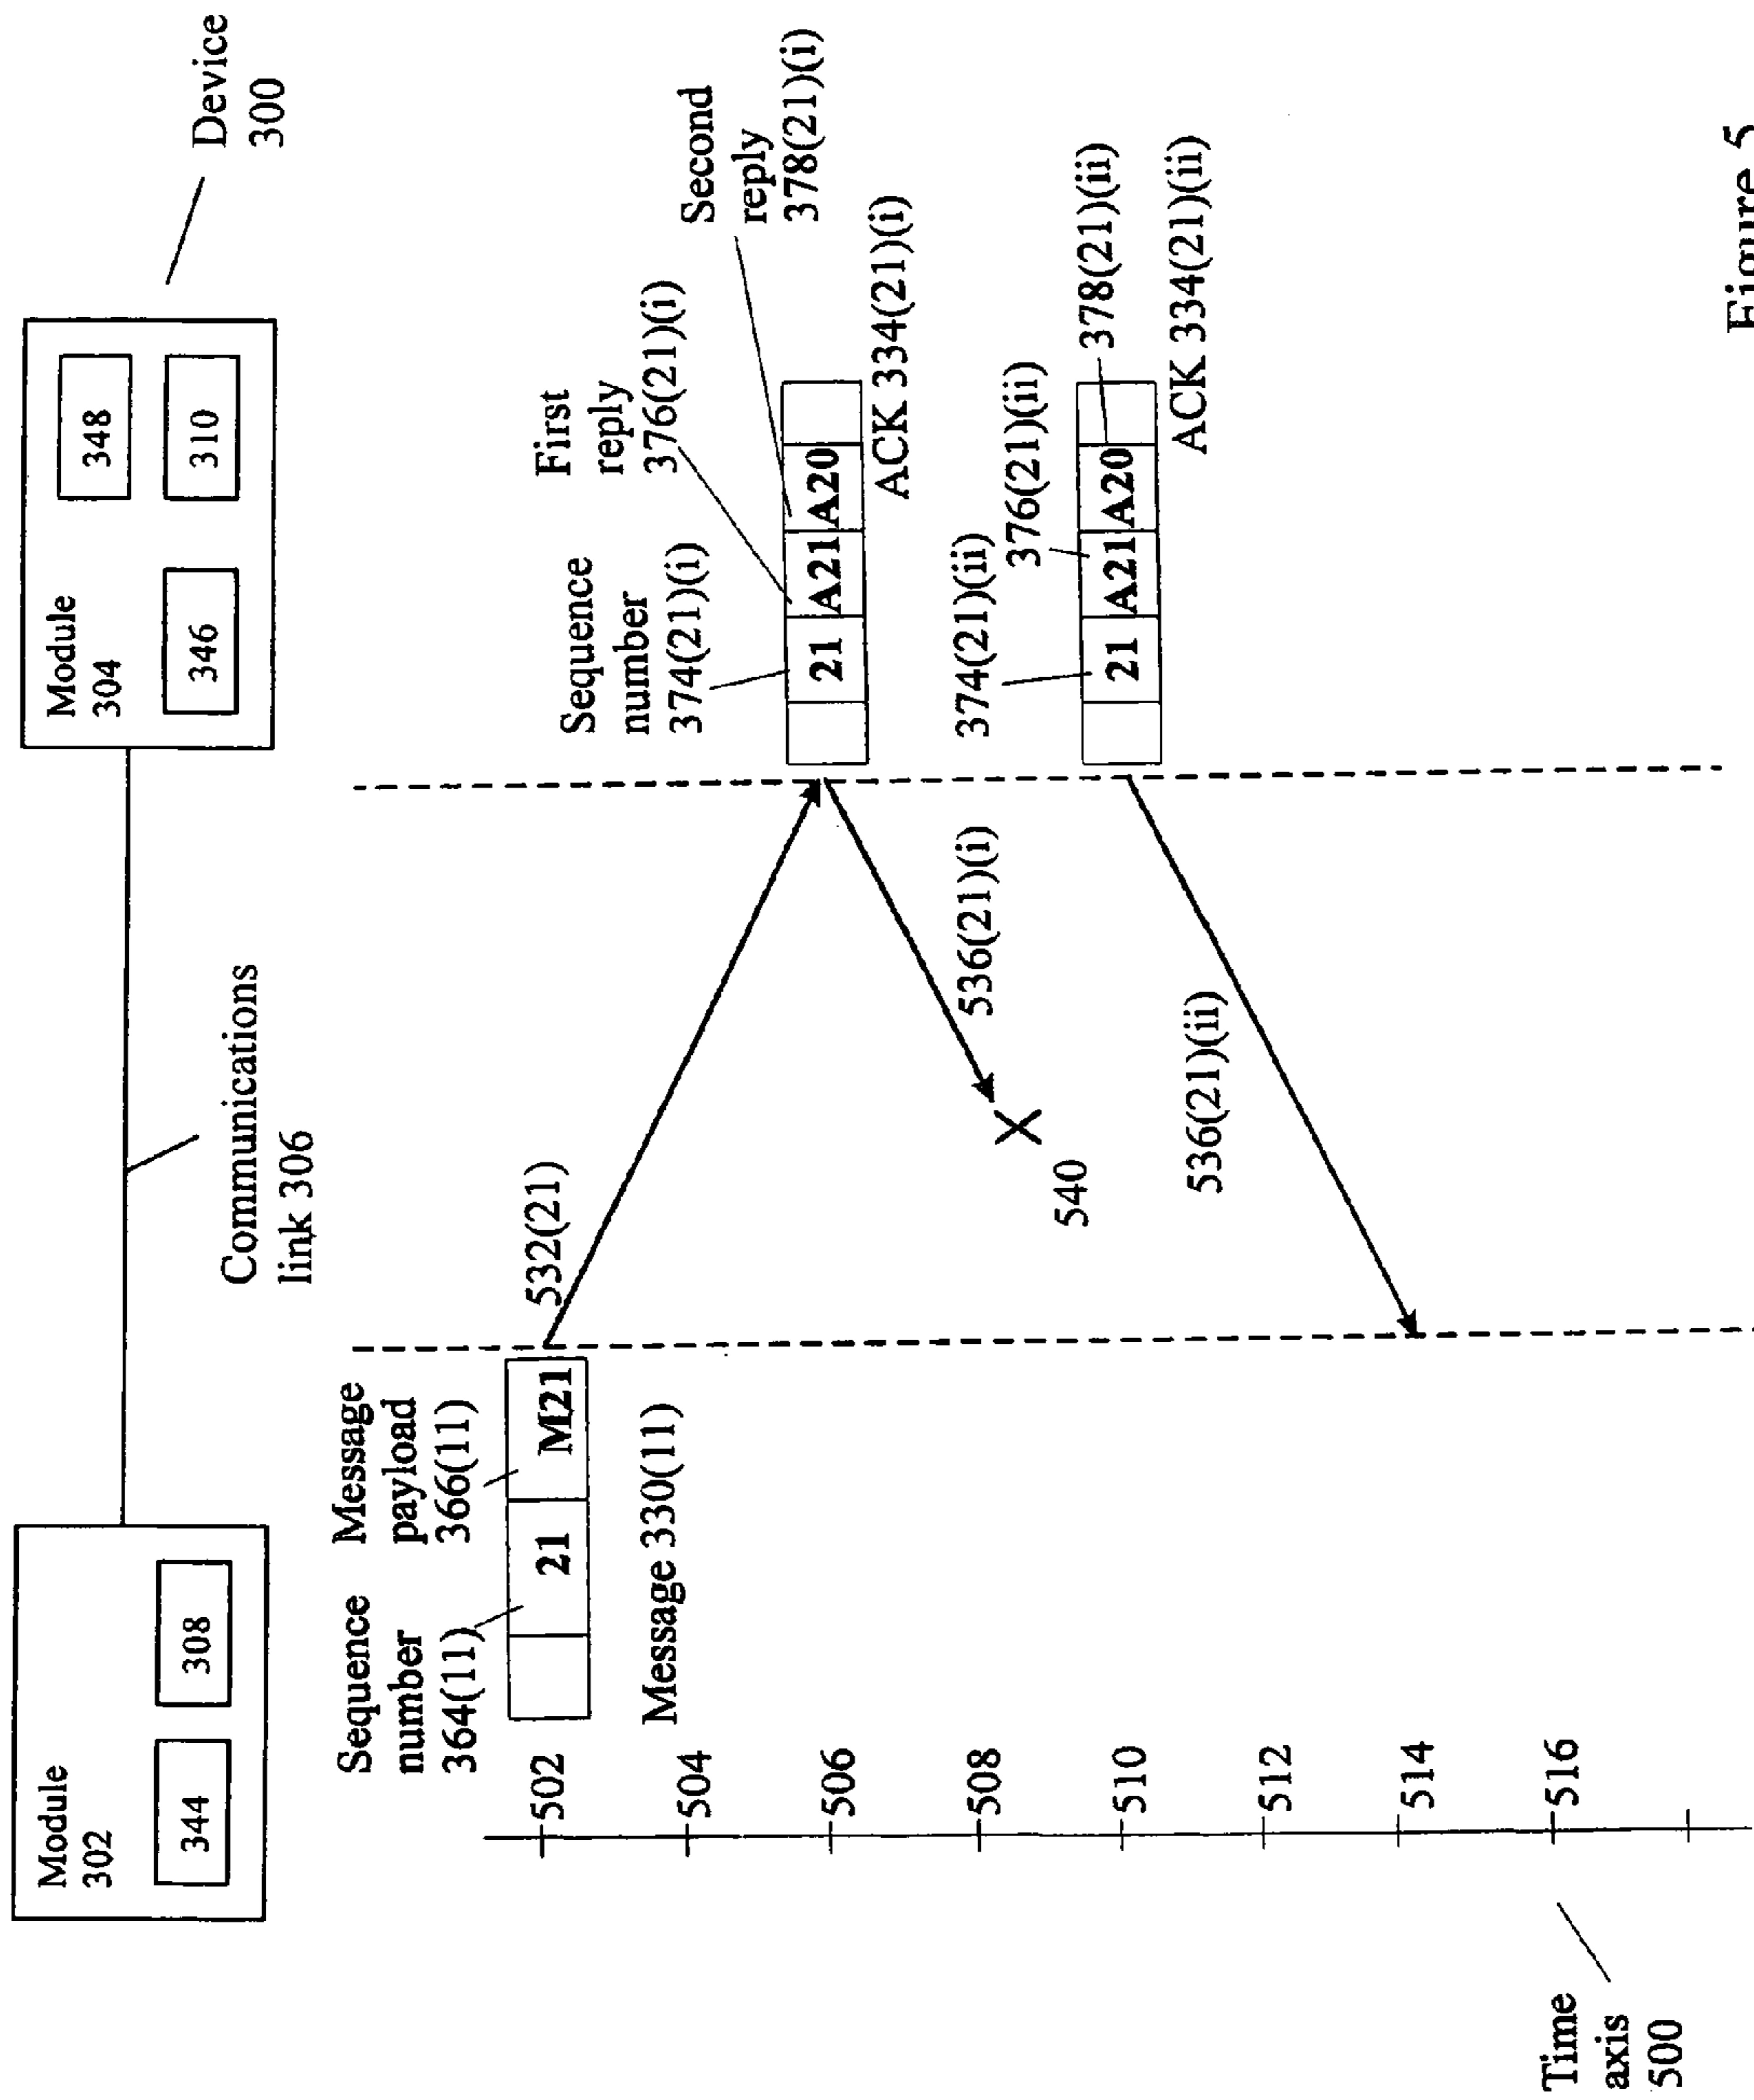 Module
302
344
308
Communications
link 306
Module
304
346
348
310
Device
300
Sequence
number
364(11)
Message
payload
366(11)
21
M21
Message 330(11)
532(21)
Sequence
number
374(21)(i)
First
reply
376(21)(i)
Second
reply
378(21)(i)
21
A21
A20
ACK 334(21)(i)
536(21)(i)
X
540
374(21)(ii)
376(21)(ii)
378(21)(ii)
21
A21
A20
ACK 334(21)(ii)
536(21)(ii)
502
504
506
508
510
512
514
516
Time
axis
500
Figure 5